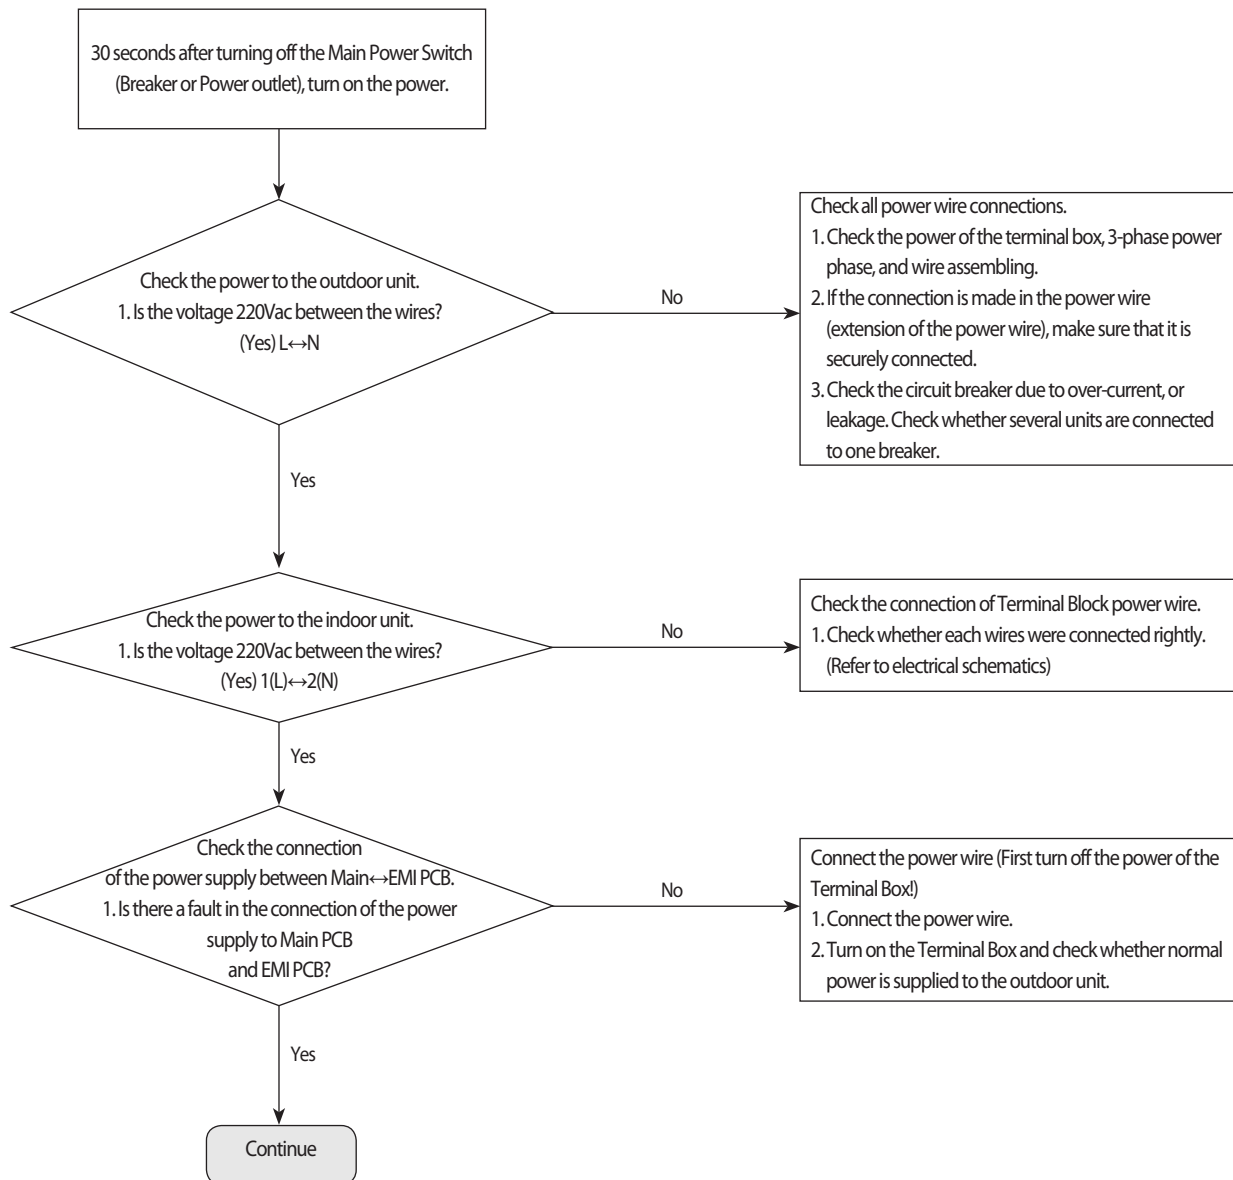 30 seconds after turning off the Main Power Switch
(Breaker or Power outlet), turn on the power.
Check the power to the outdoor unit.
1. Is the voltage 220Vac between the wires?
(Yes) L↔N
No
Check all power wire connections.
1. Check the power of the terminal box, 3-phase power
phase, and wire assembling.
2. If the connection is made in the power wire
(extension of the power wire), make sure that it is
securely connected.
3. Check the circuit breaker due to over-current, or
leakage. Check whether several units are connected
to one breaker.
Yes
Check the power to the indoor unit.
1. Is the voltage 220Vac between the wires?
(Yes) 1(L)↔2(N)
No
Check the connection of Terminal Block power wire.
1. Check whether each wires were connected rightly.
(Refer to electrical schematics)
Yes
Check the connection
of the power supply between Main↔EMI PCB.
1. Is there a fault in the connection of the power
supply to Main PCB
and EMI PCB?
No
Connect the power wire (First turn off the power of the
Terminal Box!)
1. Connect the power wire.
2. Turn on the Terminal Box and check whether normal
power is supplied to the outdoor unit.
Yes
Continue